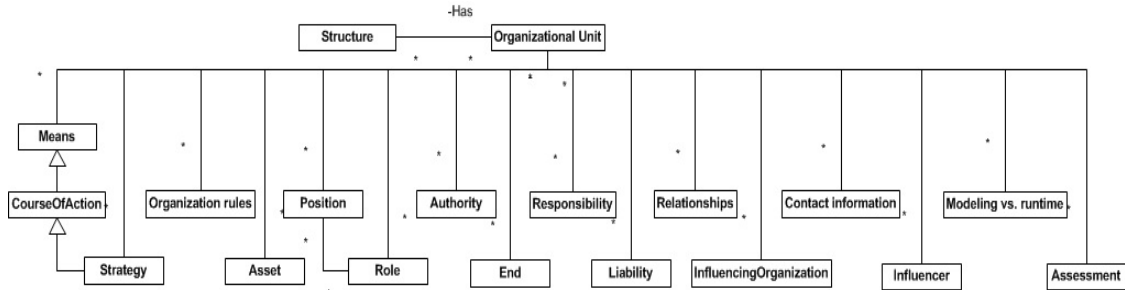 -Has
Structure
Organizational Unit
Means
CourseOfAction
Organization rules
Position
Authority
Responsibility
Relationships
Contact information
Modeling vs. runtime
Strategy
Asset
Role
End
Liability
InfluencingOrganization
Influencer
Assessment